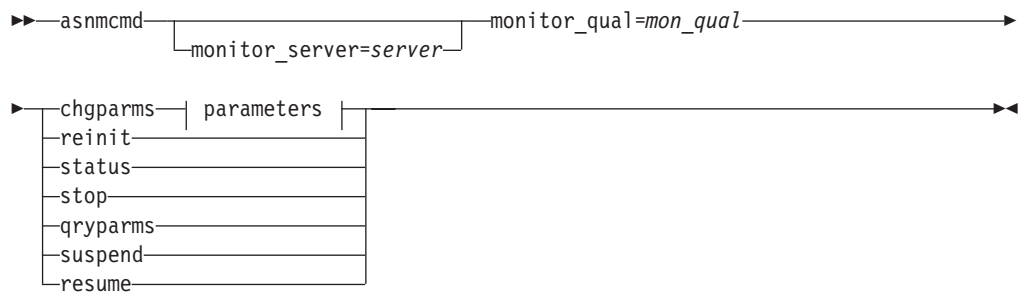 asnmcmd monitor_qual=mon_qual
monitor_server=server
chgparms parameters
reinit
status
stop
qryparms
suspend
resume